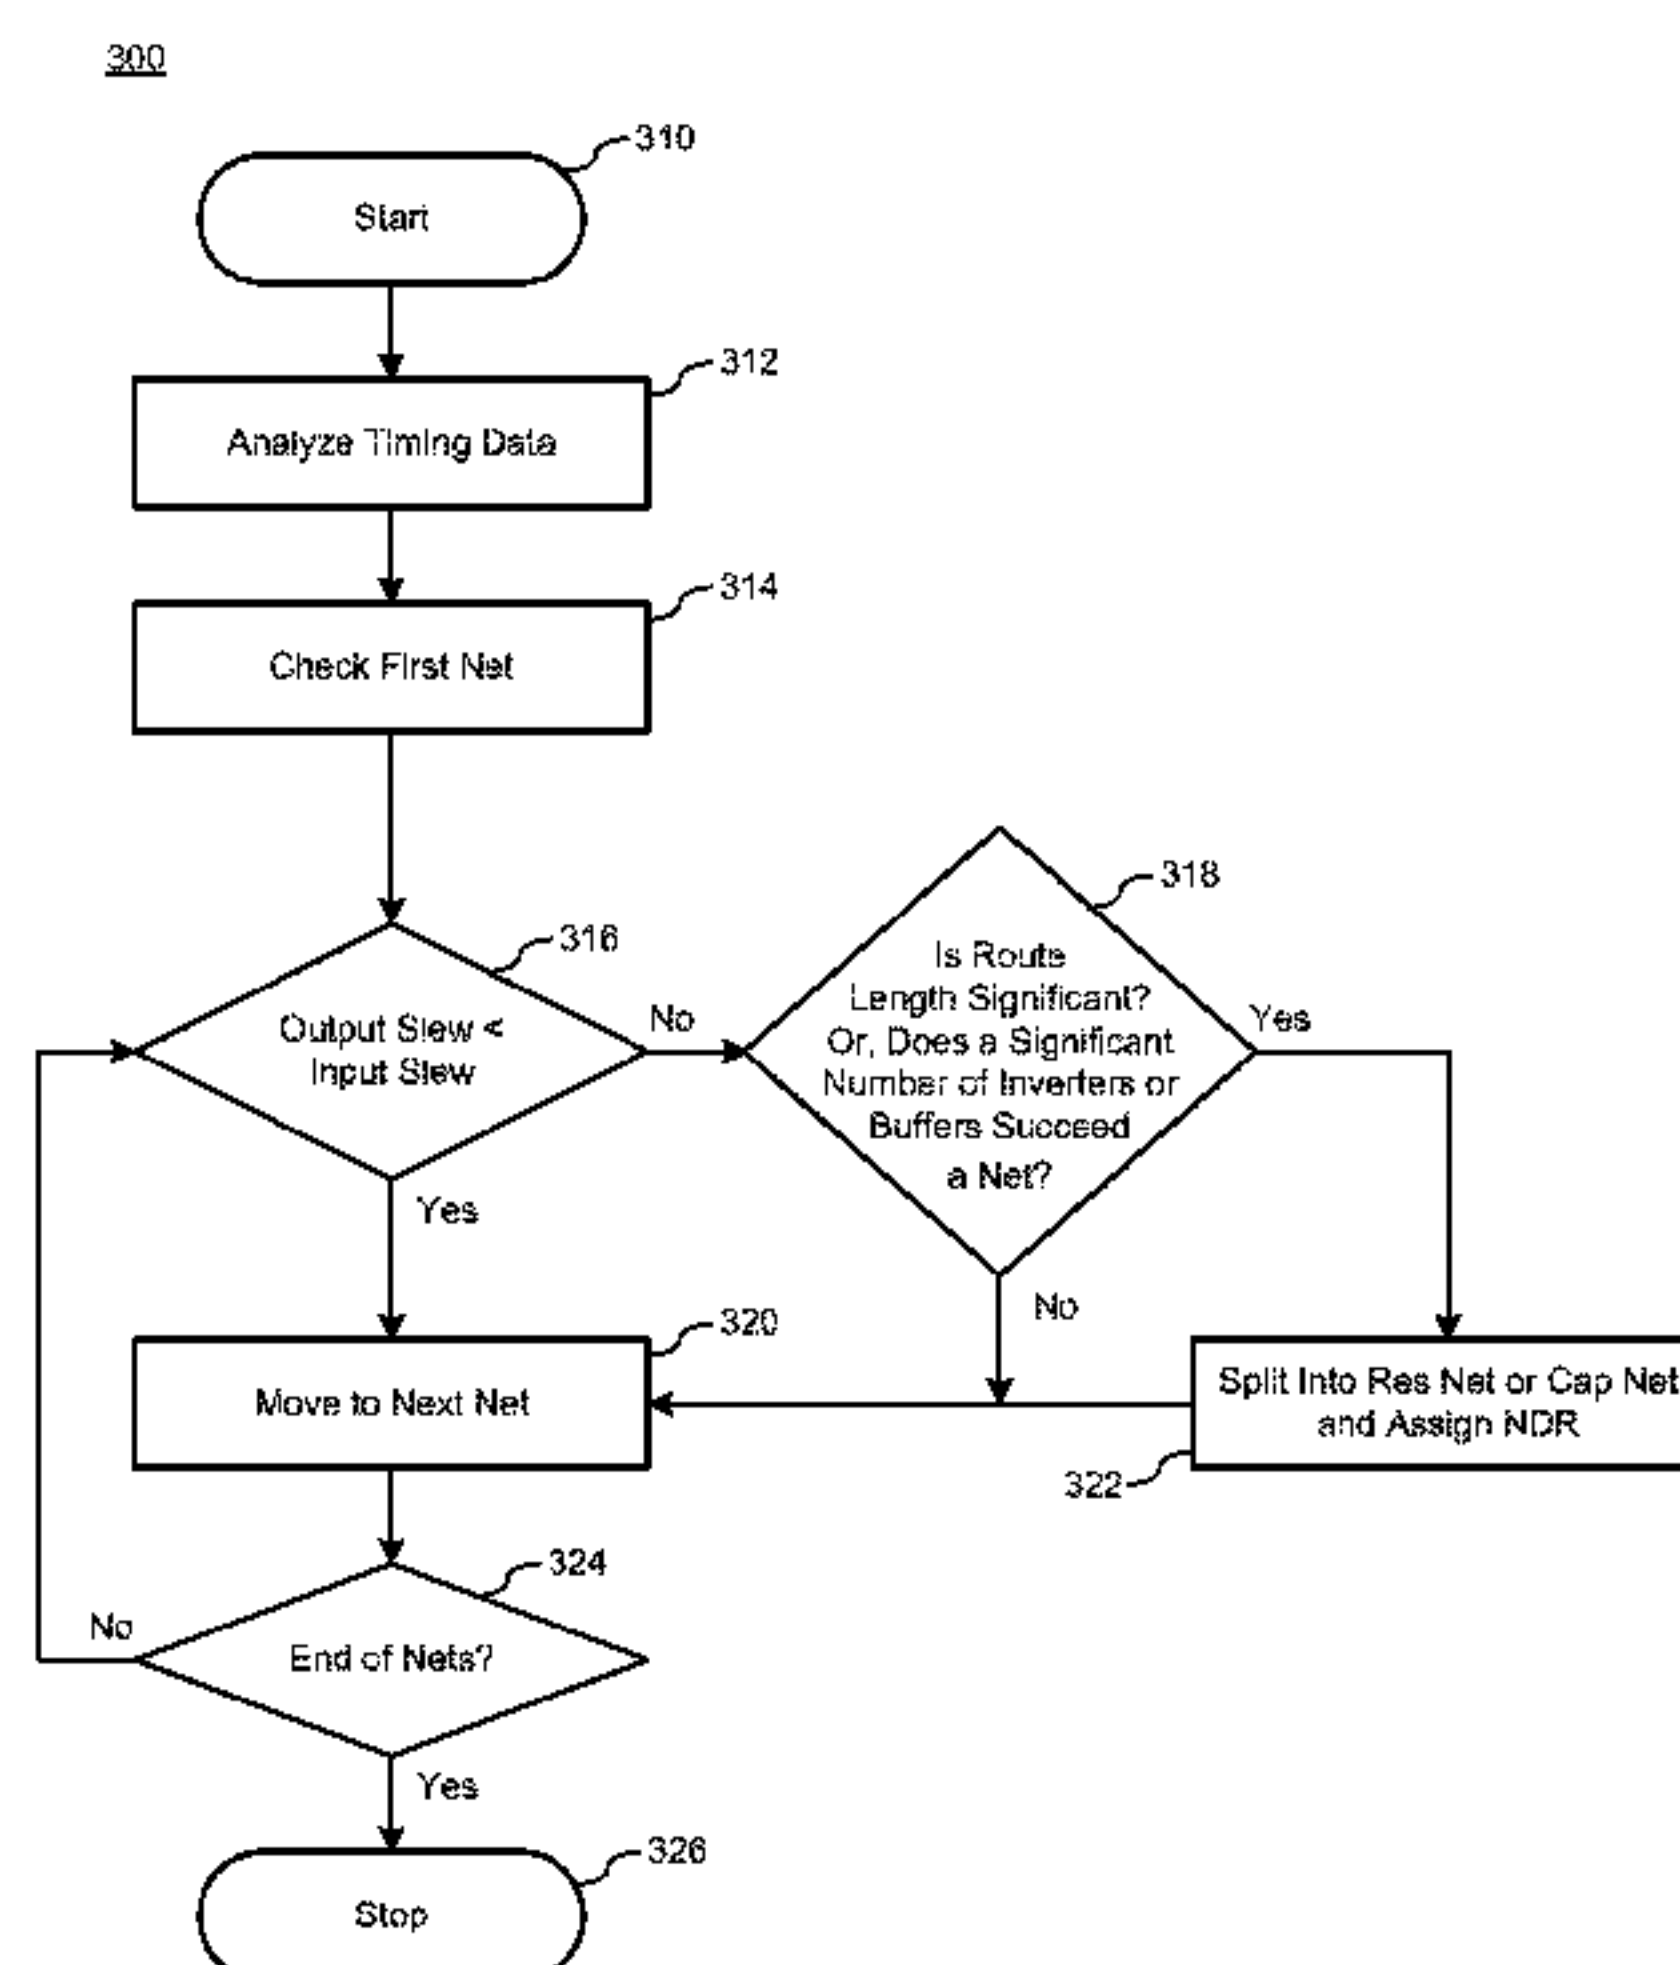 300
310
Start
312
Analyze Timing Data
314
Check First Net
316
Output Slew <
Input Slew
No
318
Is Route
Length Significant?
Or, Does a Significant
Number of Inverters or
Buffers Succeed
a Net?
Yes
Yes
No
320
Move to Next Net
Split Into Res Net or Cap Net
and Assign NDR
322
324
End of Nets?
No
Yes
326
Stop